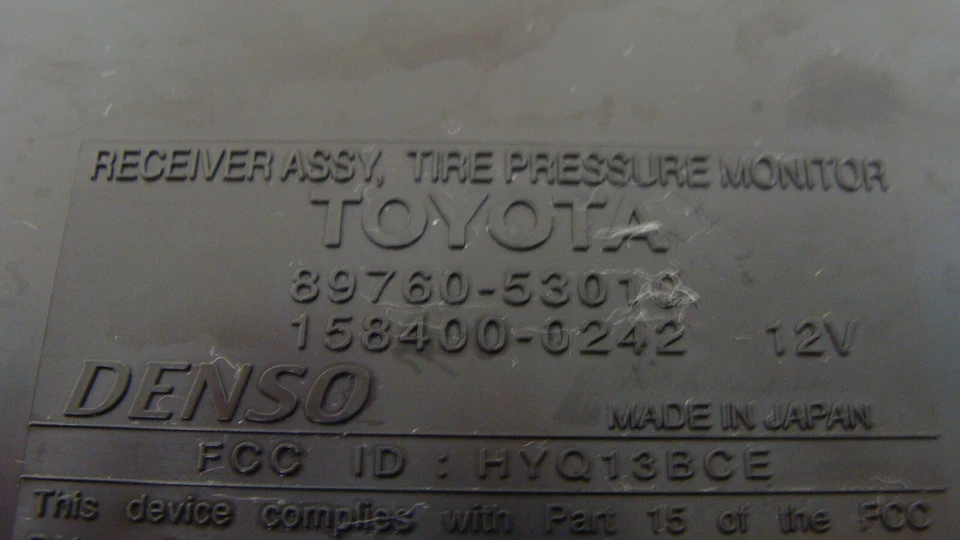 RECEIVER ASSY, TIRE PRESSURE MONITOR
TOYOTA
89760-53010
158400-0242 12V
DENSO MADE IN JAPAN
FCC ID : HYQ13BCE
This device complies with Part 15 of the FCC